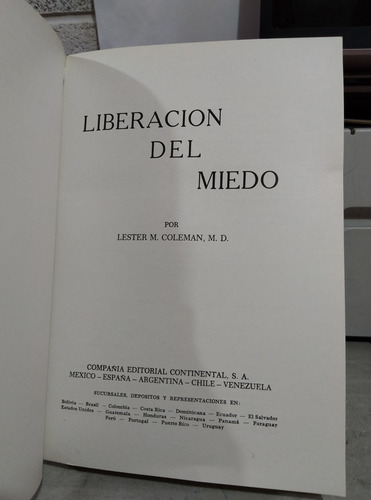 LIBERACION
DEL
MIEDO
POR
LESTER M. COLEMAN, M. D.
COMPAÑIA EDITORIAL CONTINENTAL, S. A.
MEXICO – ESPAÑA – ARGENTINA – CHILE – VENEZUELA
SUCURSALES, DEPOSITOS Y REPRESENTACIONES EN:
Bolivia – Brasil – Colombia – Costa Rica – Dominicana – Ecuador – El Salvador
Estados Unidos – Guatemala – Honduras – Nicaragua – Panamá – Paraguay
Perú – Portugal – Puerto Rico – Uruguay